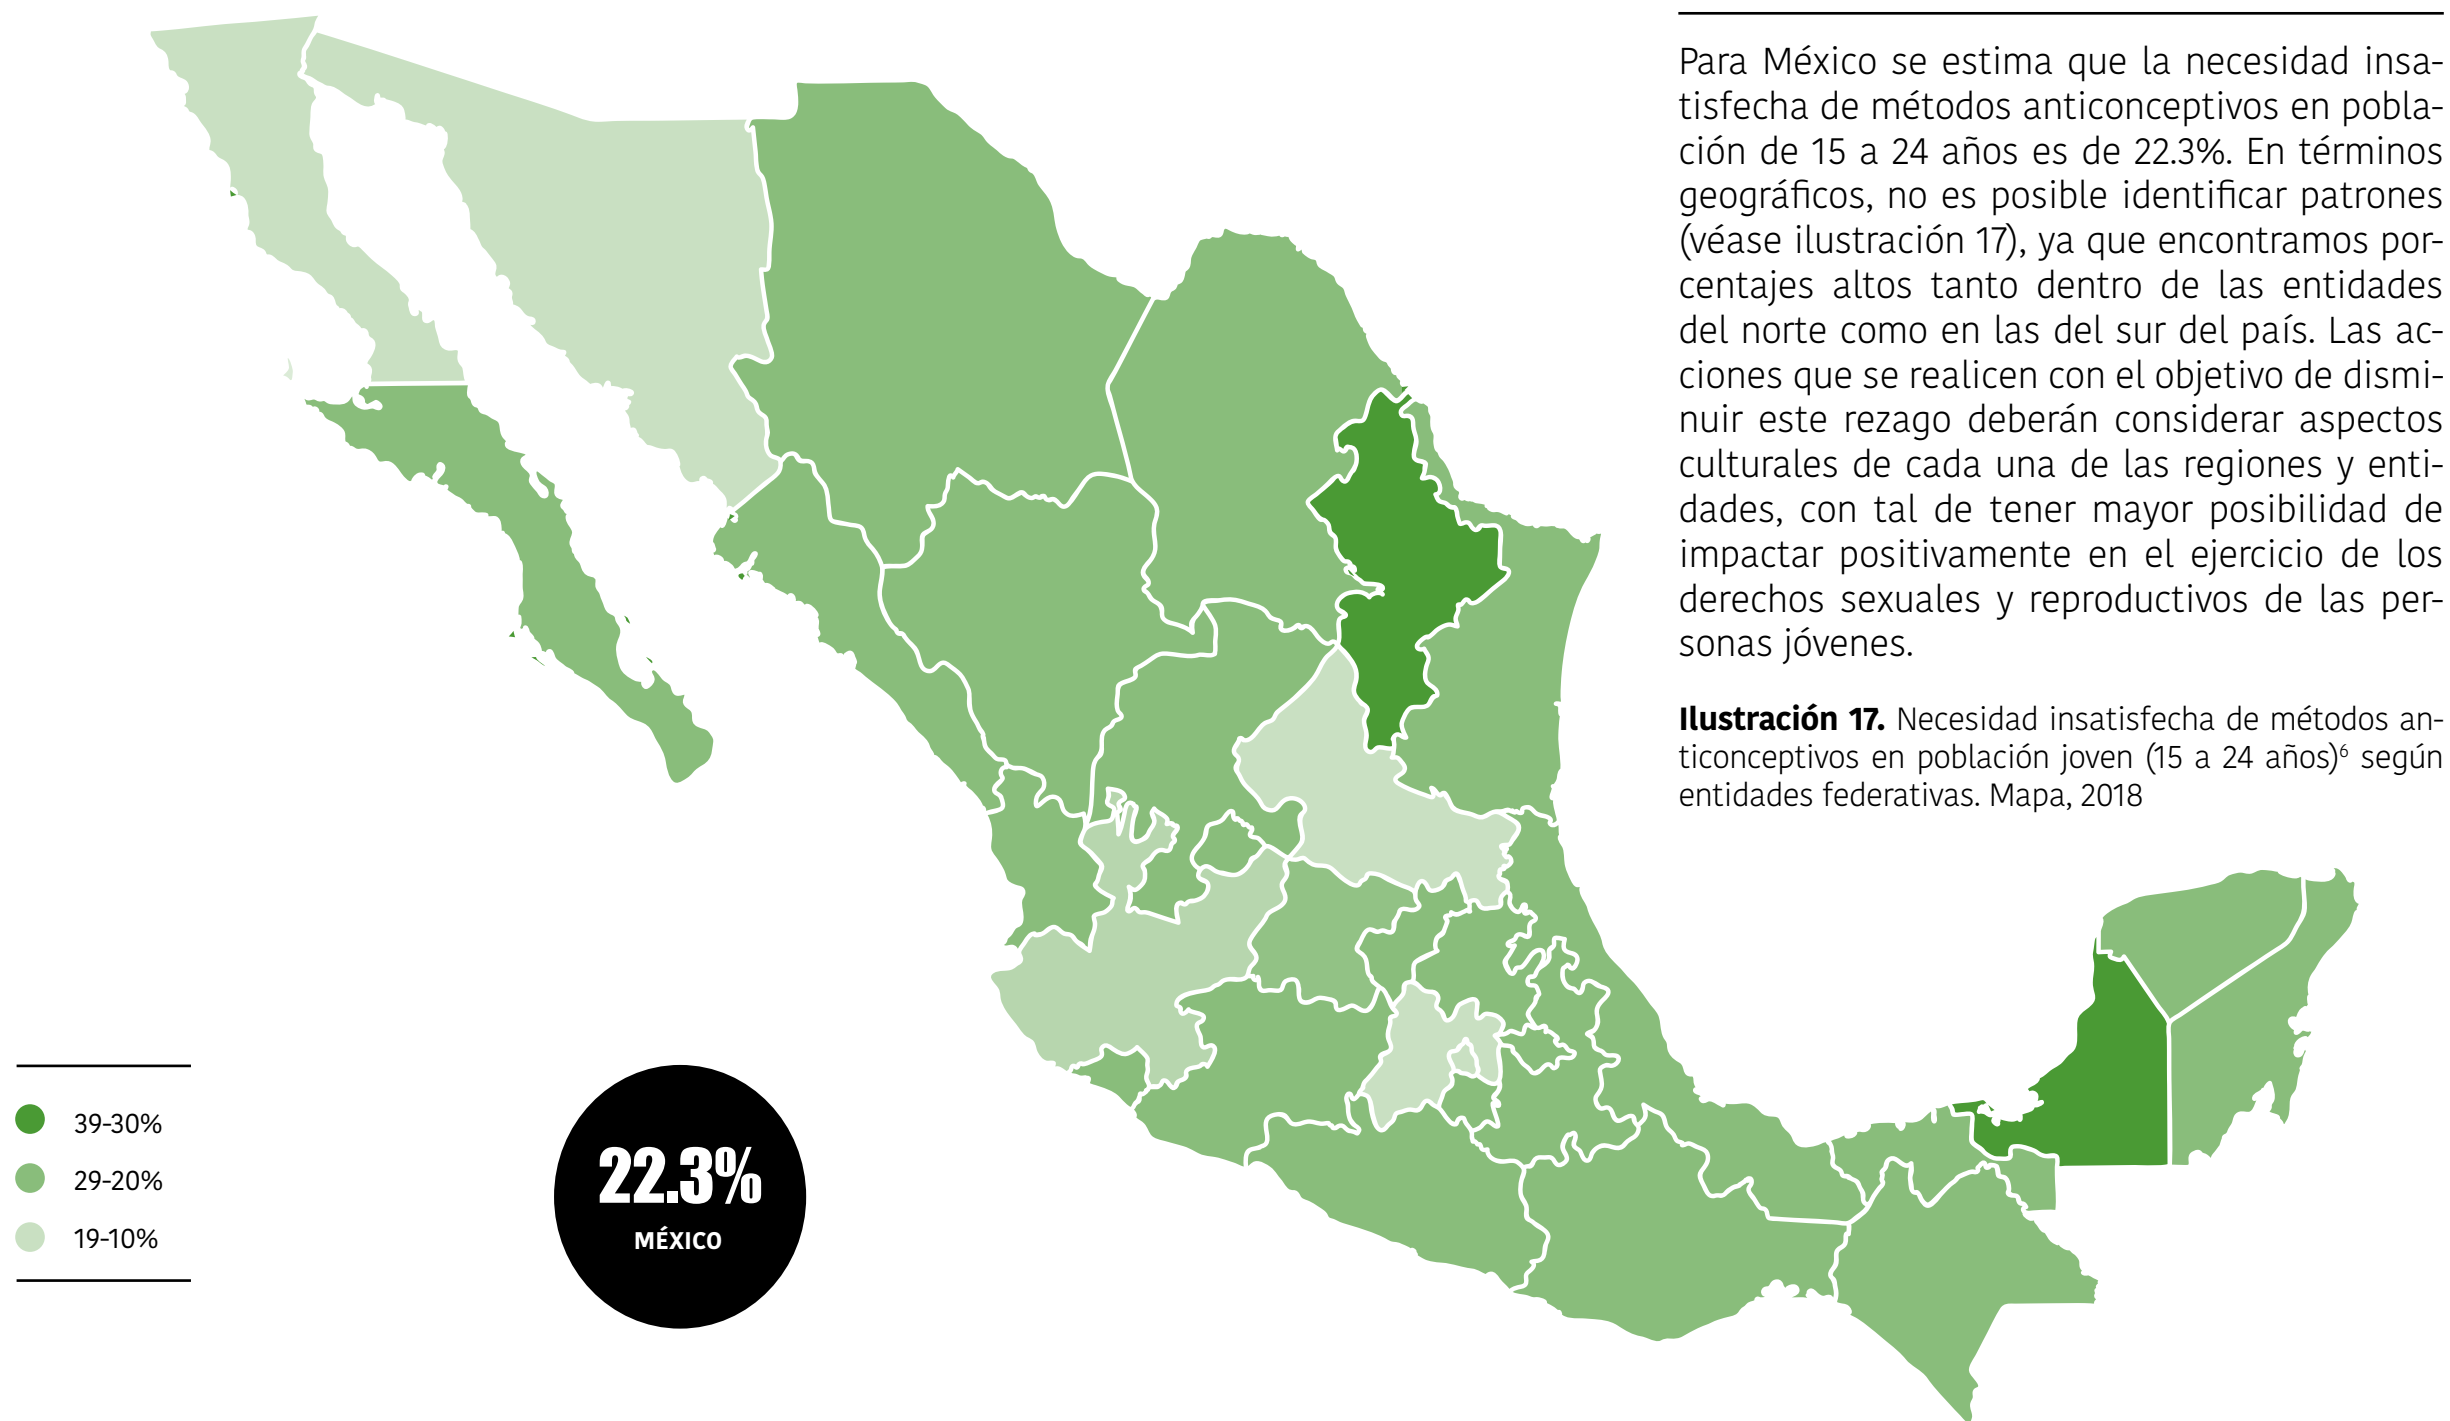 Para México se estima que la necesidad insa-
tisfecha de métodos anticonceptivos en pobla-
ción de 15 a 24 años es de 22.3%. En términos
geográficos, no es posible identificar patrones
(véase ilustración 17), ya que encontramos por-
centajes altos tanto dentro de las entidades
del norte como en las del sur del país. Las ac-
ciones que se realicen con el objetivo de dismi-
nuir este rezago deberán considerar aspectos
culturales de cada una de las regiones y enti-
dades, con tal de tener mayor posibilidad de
impactar positivamente en el ejercicio de los
derechos sexuales y reproductivos de las per-
sonas jóvenes.
Ilustración 17. Necesidad insatisfecha de métodos an-
ticonceptivos en población joven (15 a 24 años)⁶ según
entidades federativas. Mapa, 2018
39-30%
29-20%
19-10%
22.3%
MÉXICO